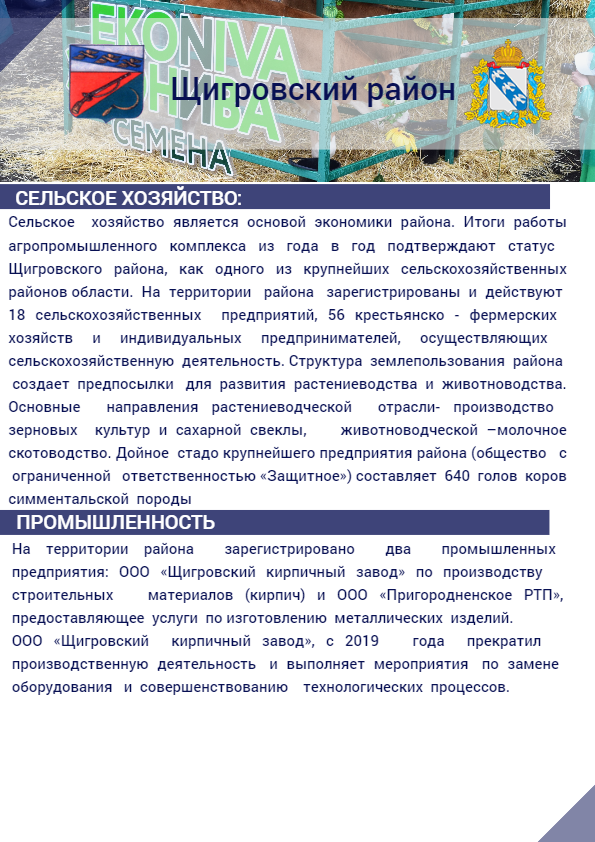 EKONIVA
НИВА
СЕМЕНА
Щигровский район
СЕЛЬСКОЕ ХОЗЯЙСТВО:
Сельское хозяйство является основой экономики района. Итоги работы
агропромышленного комплекса из года в год подтверждают статус
Щигровского района, как одного из крупнейших сельскохозяйственных
районов области. На территории района зарегистрированы и действуют
18 сельскохозяйственных предприятий, 56 крестьянско - фермерских
хозяйств и индивидуальных предпринимателей, осуществляющих
сельскохозяйственную деятельность. Структура землепользования района
создает предпосылки для развития растениеводства и животноводства.
Основные направления растениеводческой отрасли- производство
зерновых культур и сахарной свеклы, животноводческой –молочное
скотоводство. Дойное стадо крупнейшего предприятия района (общество с
ограниченной ответственностью «Защитное») составляет 640 голов коров
симментальской породы
ПРОМЫШЛЕННОСТЬ
На территории района зарегистрировано два промышленных
предприятия: ООО «Щигровский кирпичный завод» по производству
строительных материалов (кирпич) и ООО «Пригородненское РТП»,
предоставляющее услуги по изготовлению металлических изделий.
ООО «Щигровский кирпичный завод», с 2019 года прекратил
производственную деятельность и выполняет мероприятия по замене
оборудования и совершенствованию технологических процессов.